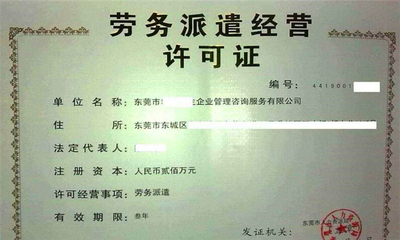 劳务派遣经营
许可证
编号：4419001
单位名称：东莞市 企业管理咨询服务有限公司
住所：东莞市东城区
法定代表人：
注册资本：人民币贰佰万元
许可经营事项：劳务派遣
有效期限：叁年
发证机关：东莞市